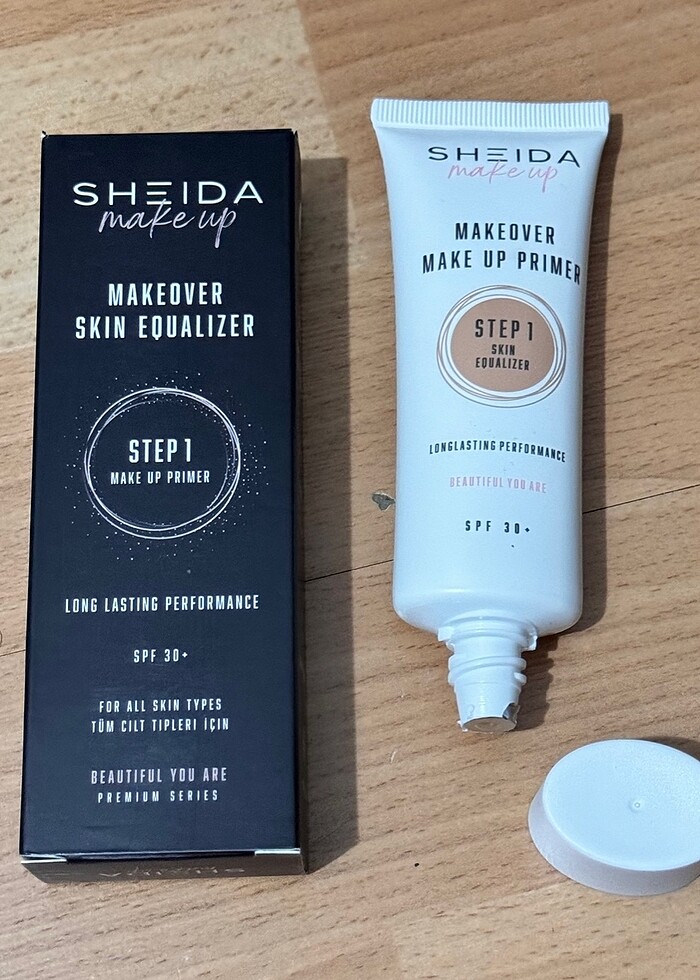 SHEIDA
make up
MAKEOVER
SKIN EQUALIZER
STEP 1
MAKE UP PRIMER
LONG LASTING PERFORMANCE
SPF 30+
FOR ALL SKIN TYPES
TÜM CILT TIPLERI İÇIN
BEAUTIFUL YOU ARE
PREMIUM SERIES
SHEIDA
make up
MAKEOVER
MAKE UP PRIMER
STEP 1
SKIN
EQUALIZER
LONGLASTING PERFORMANCE
BEAUTIFUL YOU ARE
SPF 30+